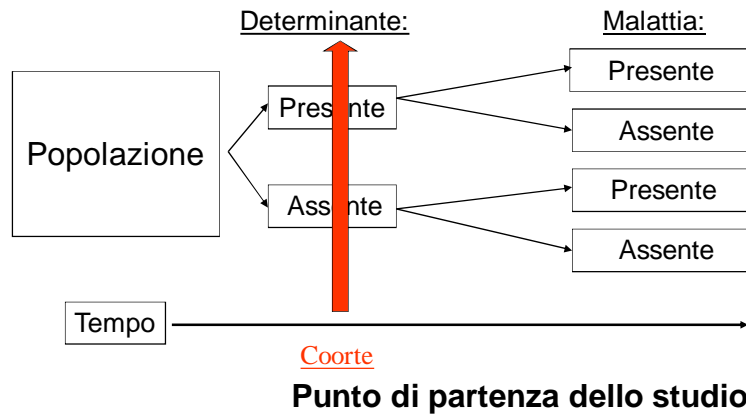 Determinante:
Malattia:
Presente
Presente
Assente
Popolazione
Assente
Presente
Assente
Tempo
Coorte
Punto di partenza dello studio